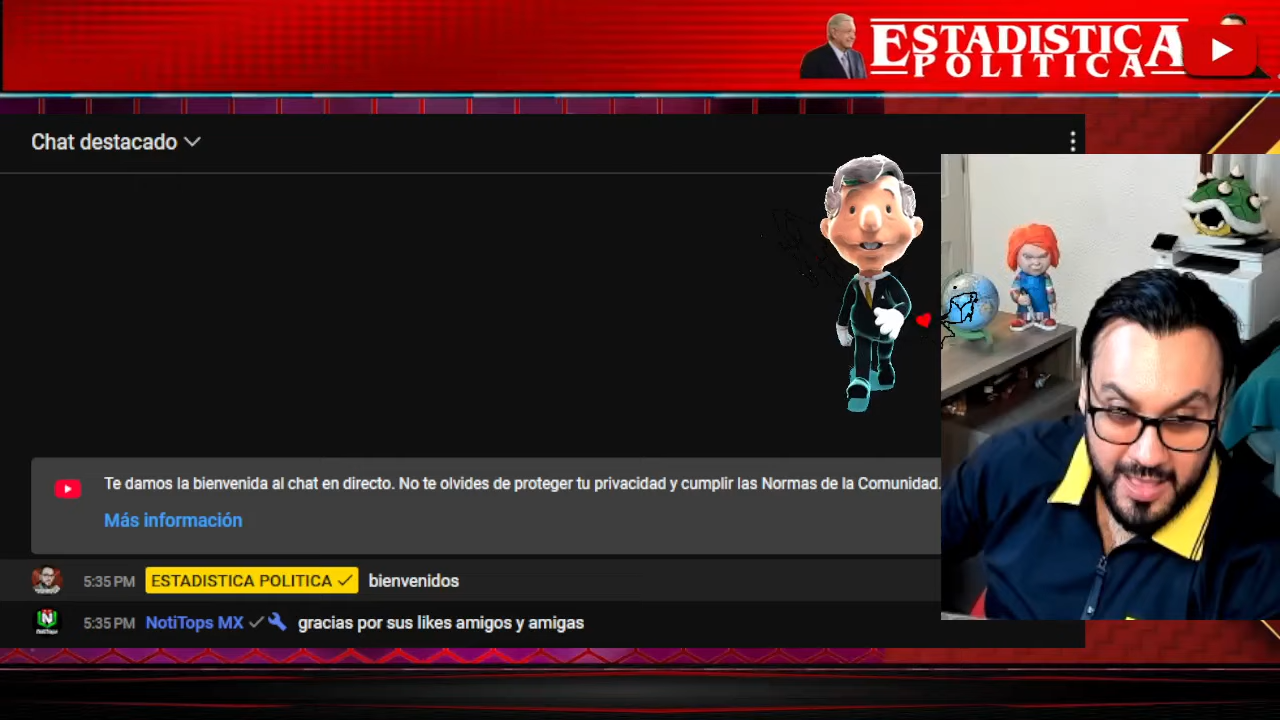 ESTADISTICA
POLITICA
Chat destacado
Te damos la bienvenida al chat en directo. No te olvides de proteger tu privacidad y cumplir las Normas de la Comunidad.
Más información
5:35 PM ESTADISTICA POLITICA bienvenidos
N NotiTops 5:35 PM NotiTops MX gracias por sus likes amigos y amigas